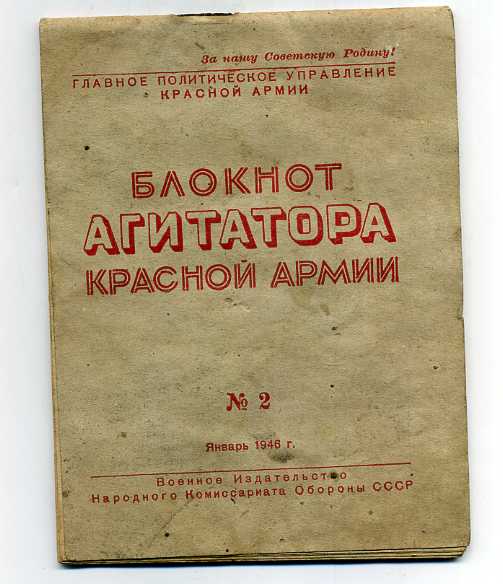 За нашу Советскую Родину!
ГЛАВНОЕ ПОЛИТИЧЕСКОЕ УПРАВЛЕНИЕ
КРАСНОЙ АРМИИ
БЛОКНОТ
АГИТАТОРА
КРАСНОЙ АРМИИ
№ 2
Январь 1946 г.
Военное Издательство
Народного Комиссариата Обороны СССР